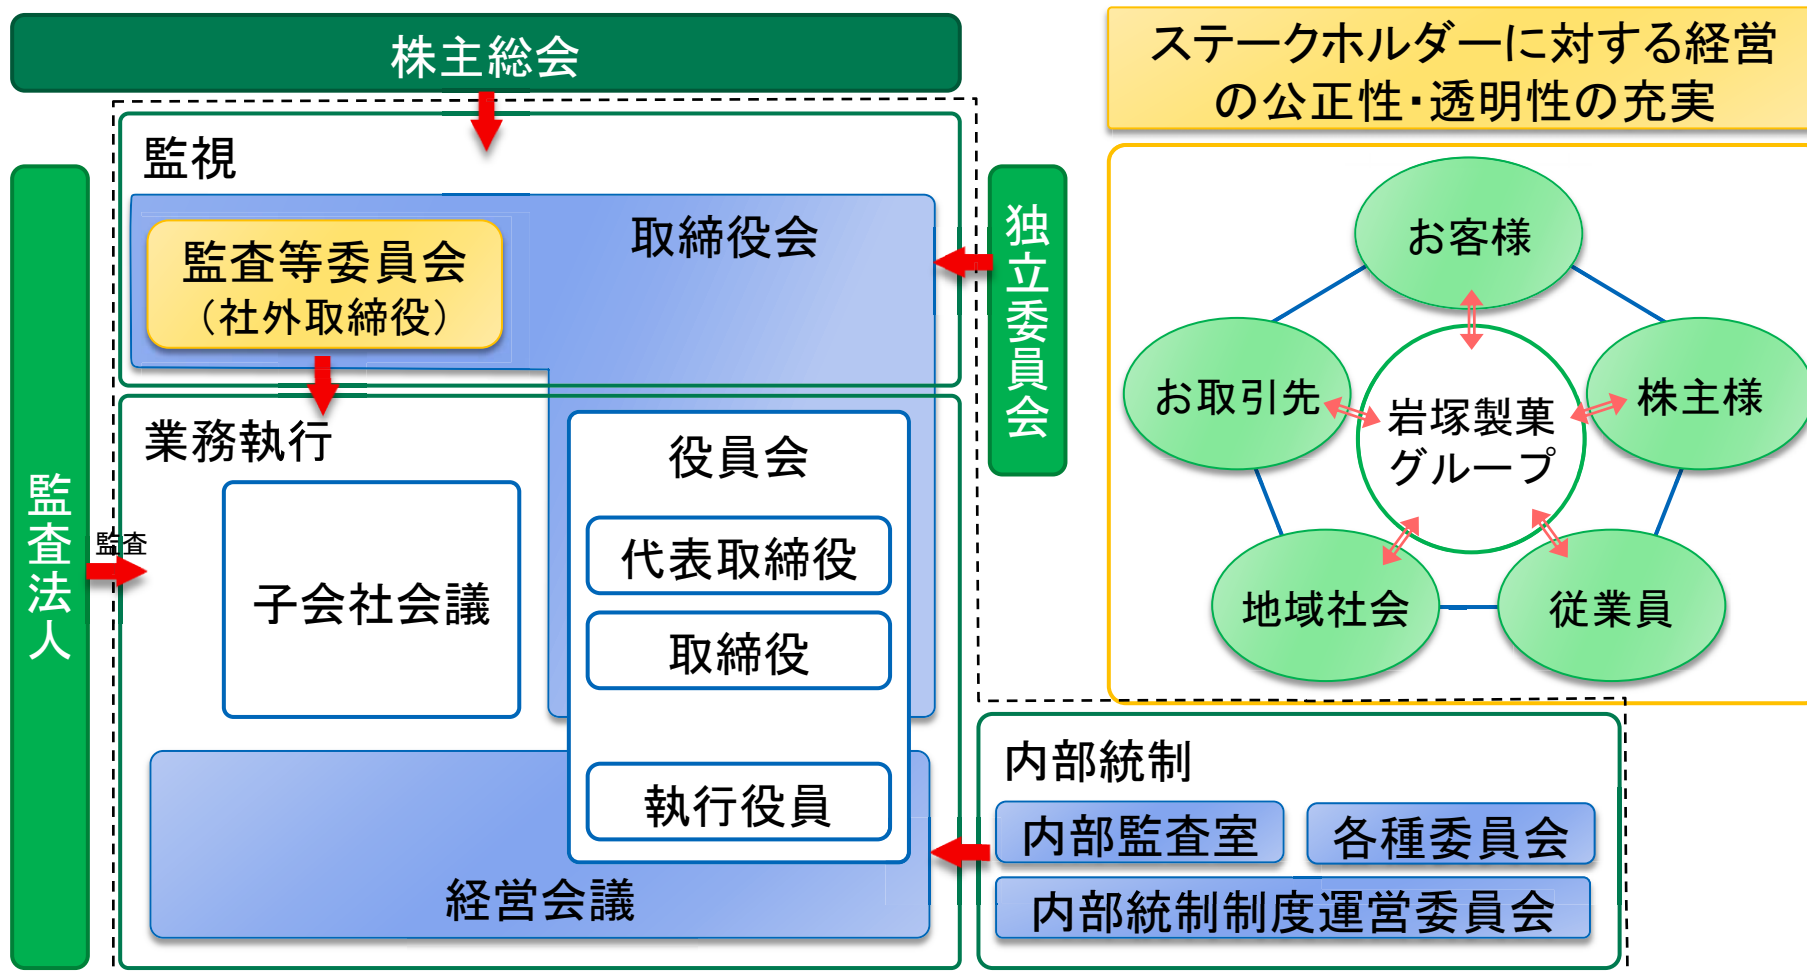 株主総会
監視
取締役会
監査等委員会
（社外取締役）
独立委員会
監査法人
監査
業務執行
子会社会議
役員会
代表取締役
取締役
執行役員
経営会議
内部統制
内部監査室
各種委員会
内部統制制度運営委員会
ステークホルダーに対する経営
の公正性・透明性の充実
お客様
お取引先
株主様
岩塚製菓
グループ
地域社会
従業員